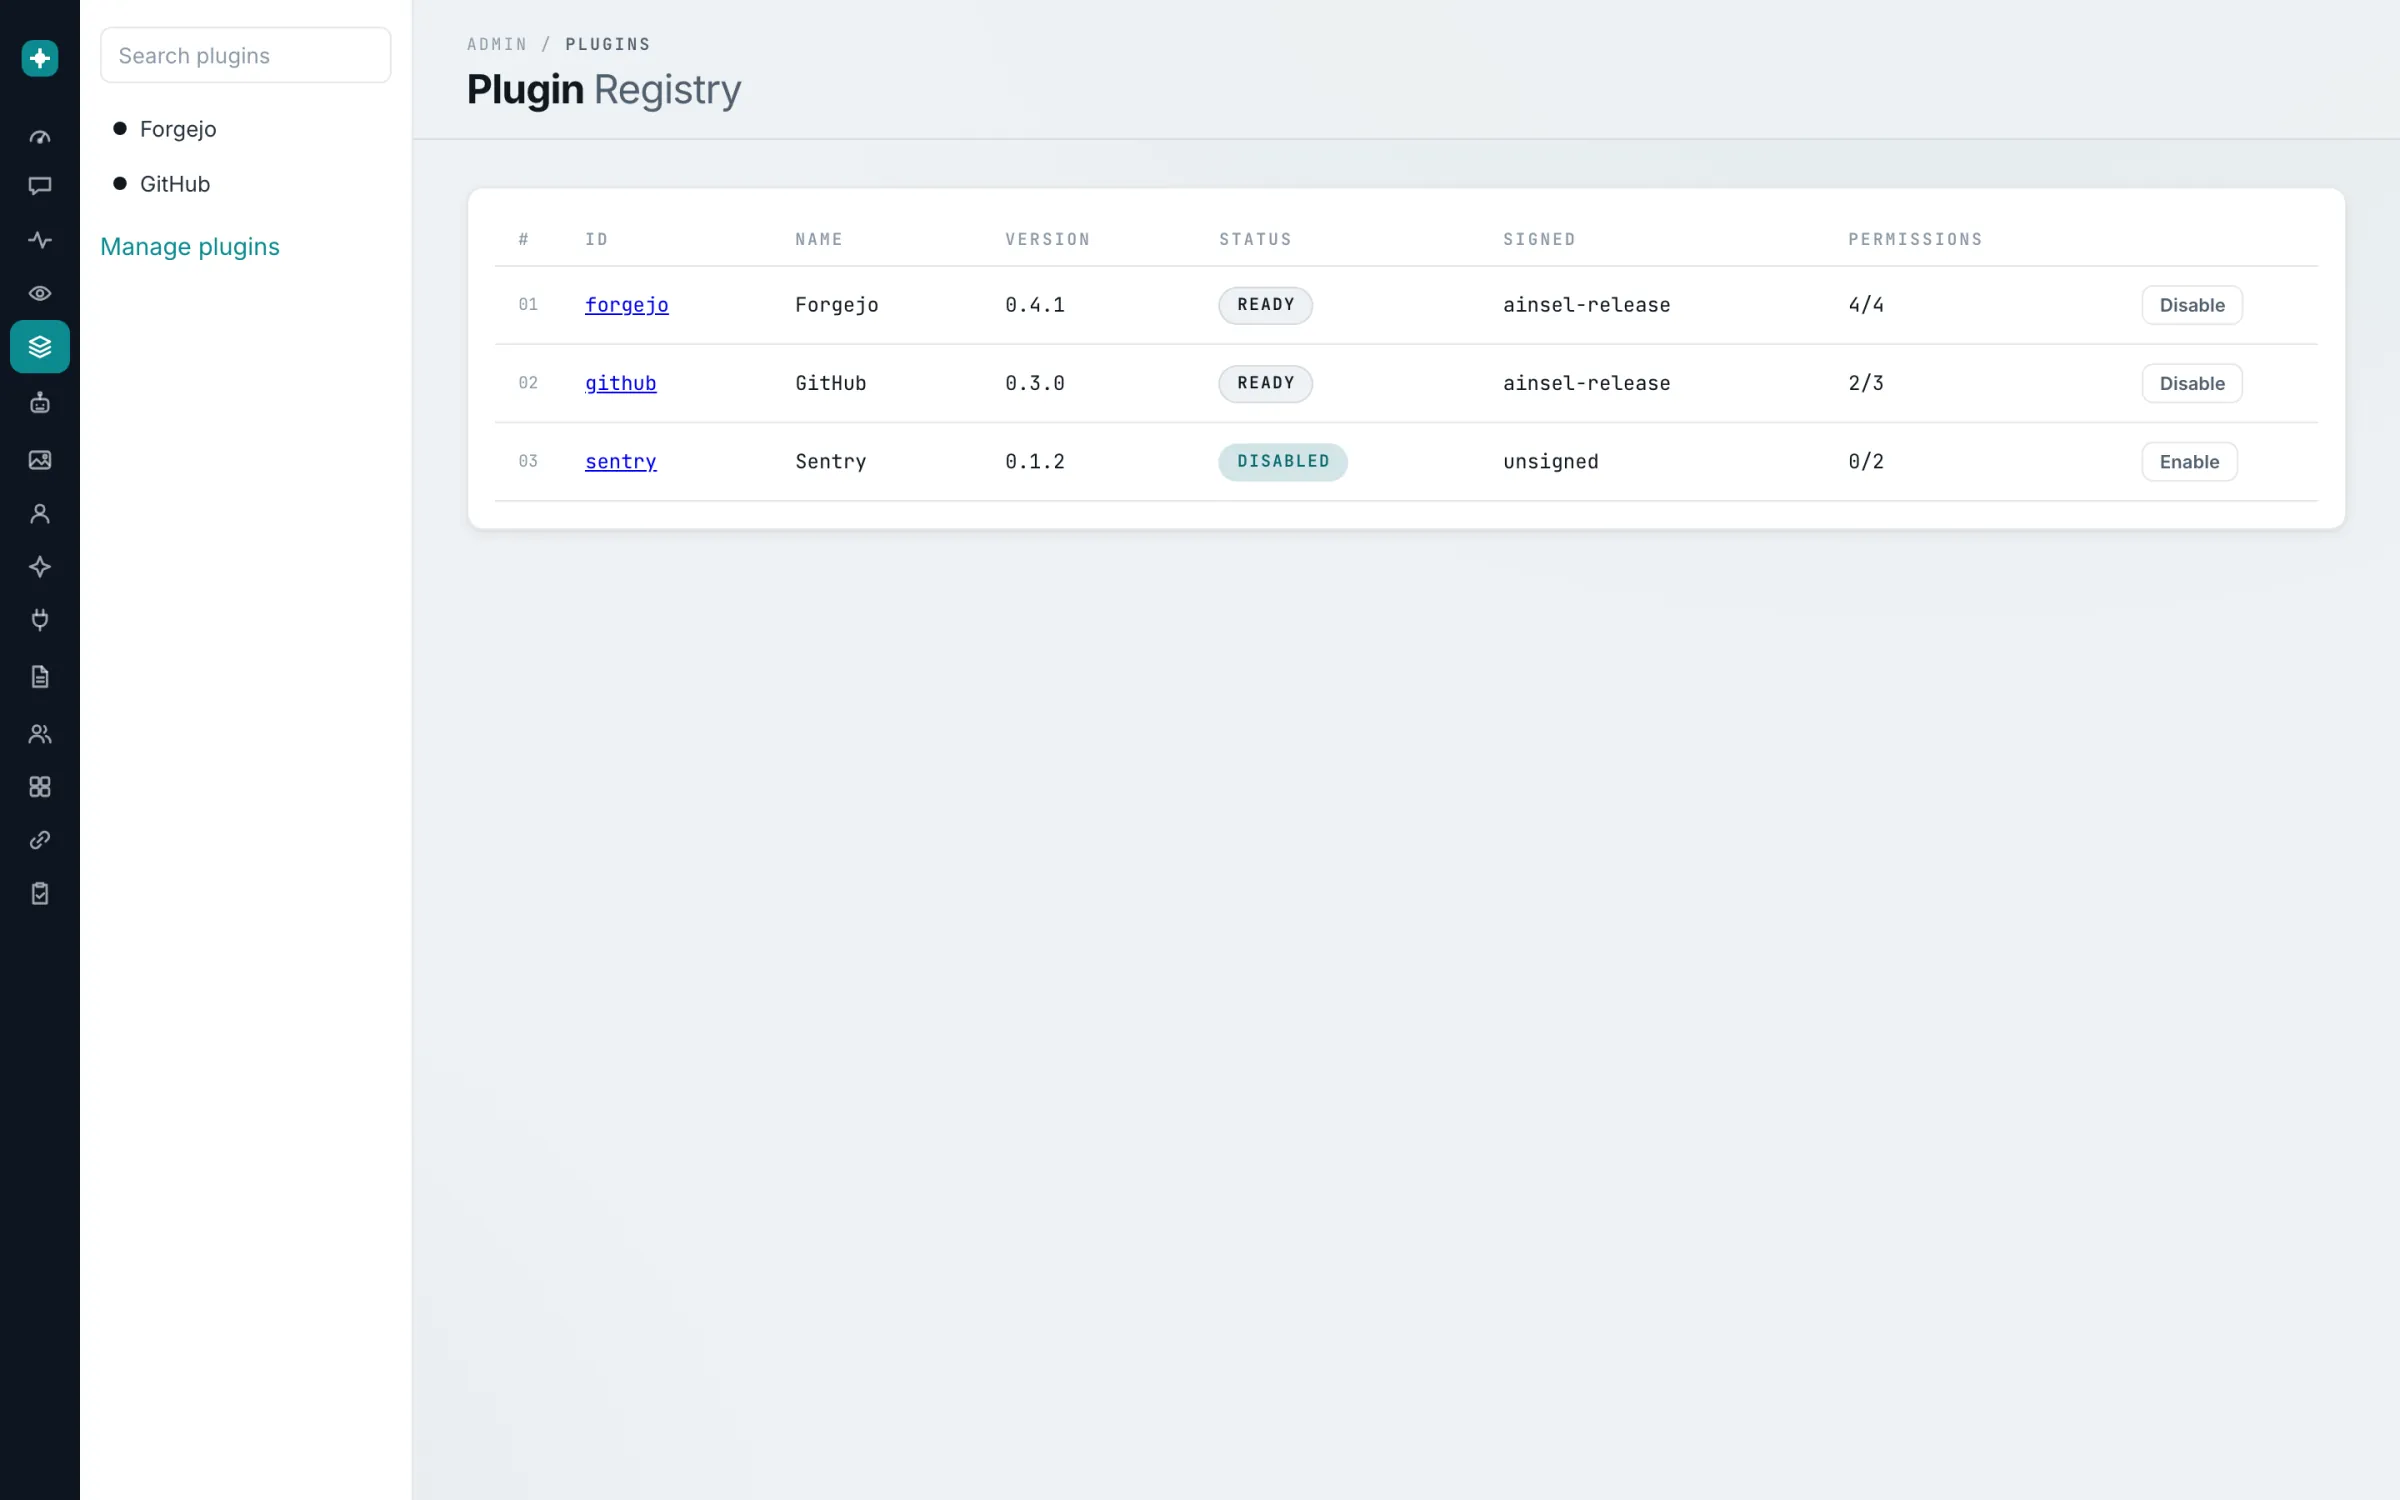 Search plugins
Forgejo
GitHub
Manage plugins
ADMIN / PLUGINS
Plugin Registry
# ID NAME VERSION STATUS SIGNED PERMISSIONS
01 forgejo Forgejo 0.4.1 READY ainsel-release 4/4 Disable
02 github GitHub 0.3.0 READY ainsel-release 2/3 Disable
03 sentry Sentry 0.1.2 DISABLED unsigned 0/2 Enable